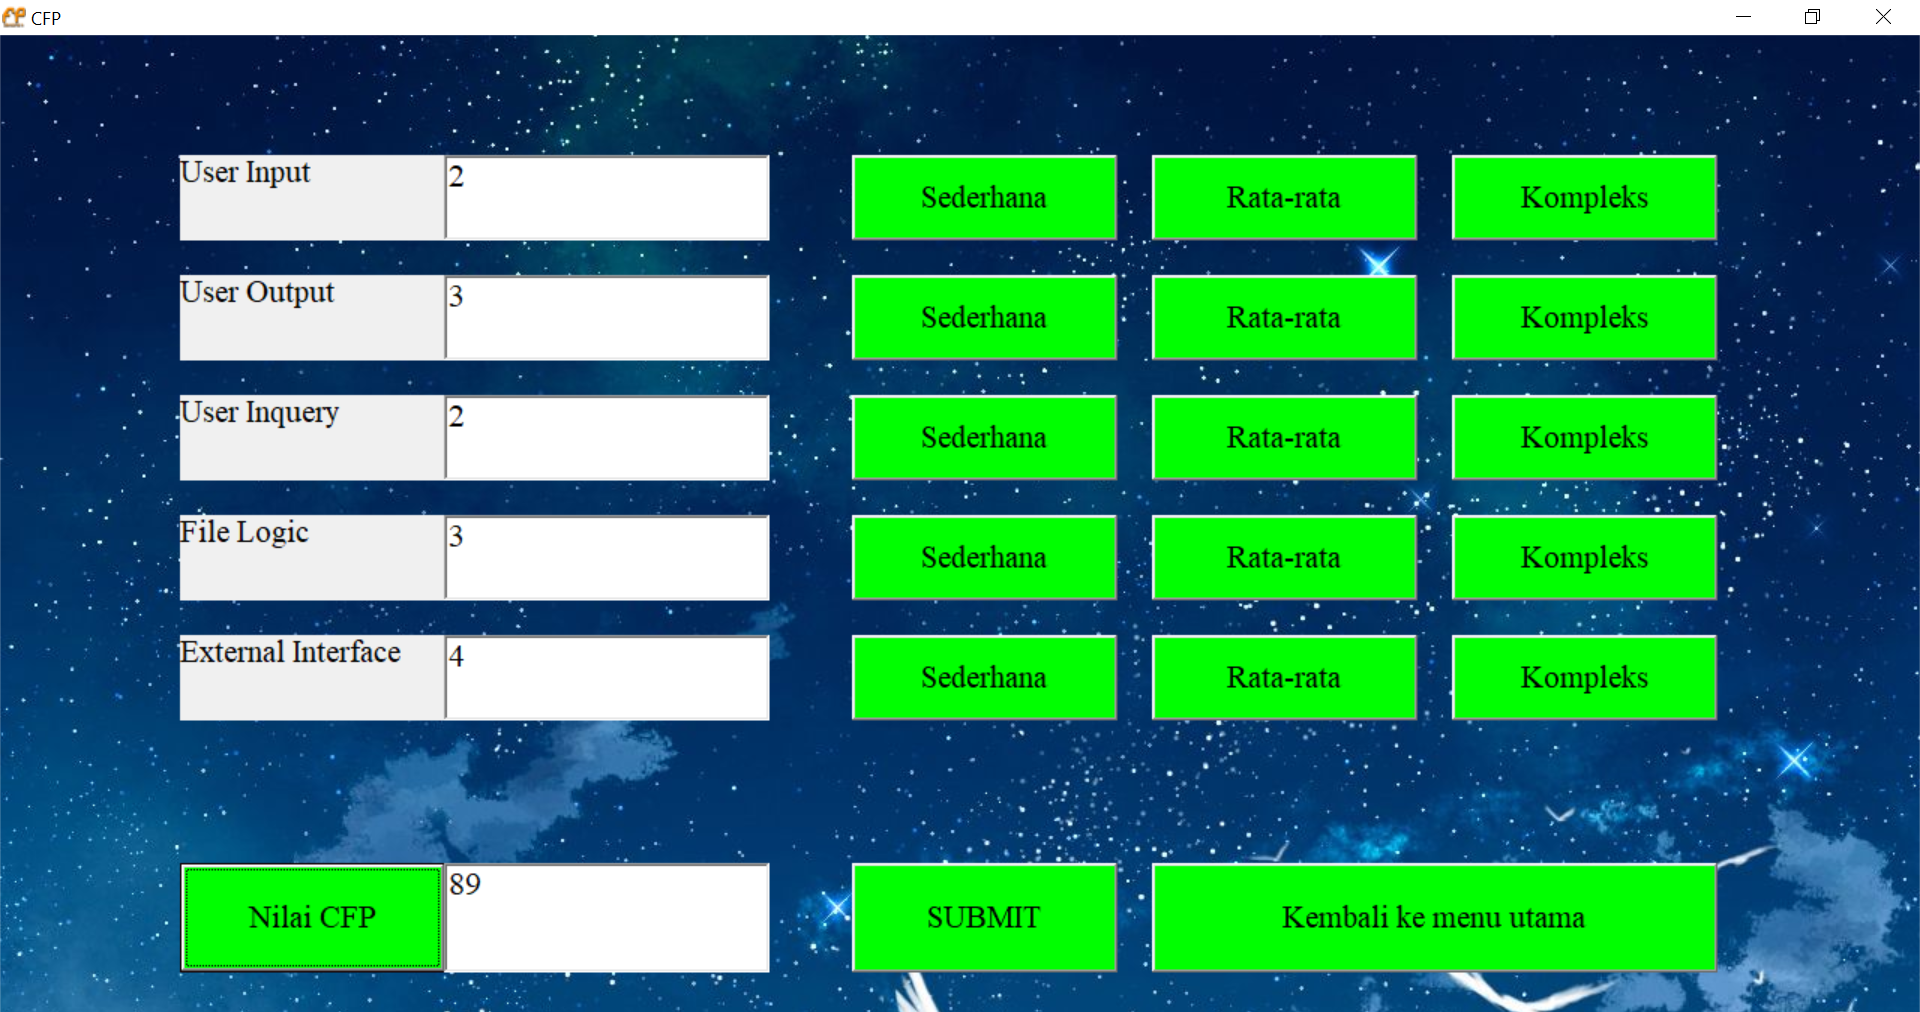 CFP
User Input 2 Sederhana Rata-rata Kompleks
User Output 3 Sederhana Rata-rata Kompleks
User Inquery 2 Sederhana Rata-rata Kompleks
File Logic 3 Sederhana Rata-rata Kompleks
External Interface 4 Sederhana Rata-rata Kompleks
Nilai CFP 89 SUBMIT Kembali ke menu utama